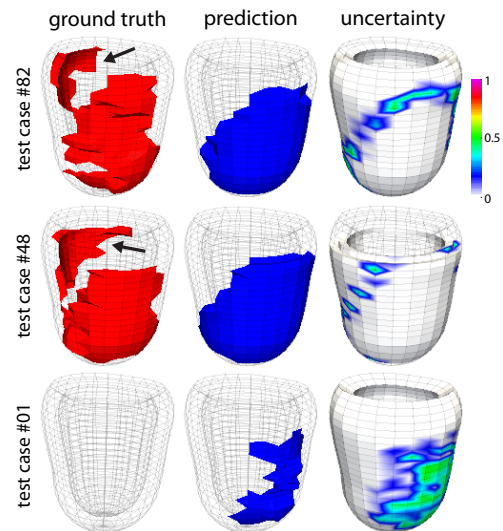 ground truth prediction uncertainty
test case #82
1
0.5
0
test case #48
test case #01